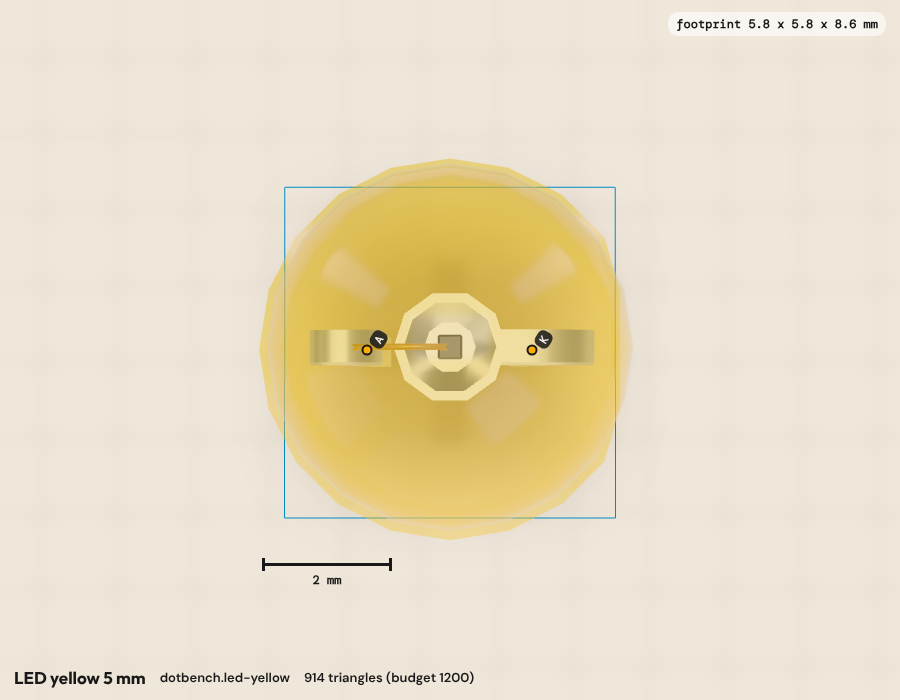 footprint 5.8 x 5.8 x 8.6 mm
A
K
2 mm
LED yellow 5 mm dotbench.led-yellow 914 triangles (budget 1200)